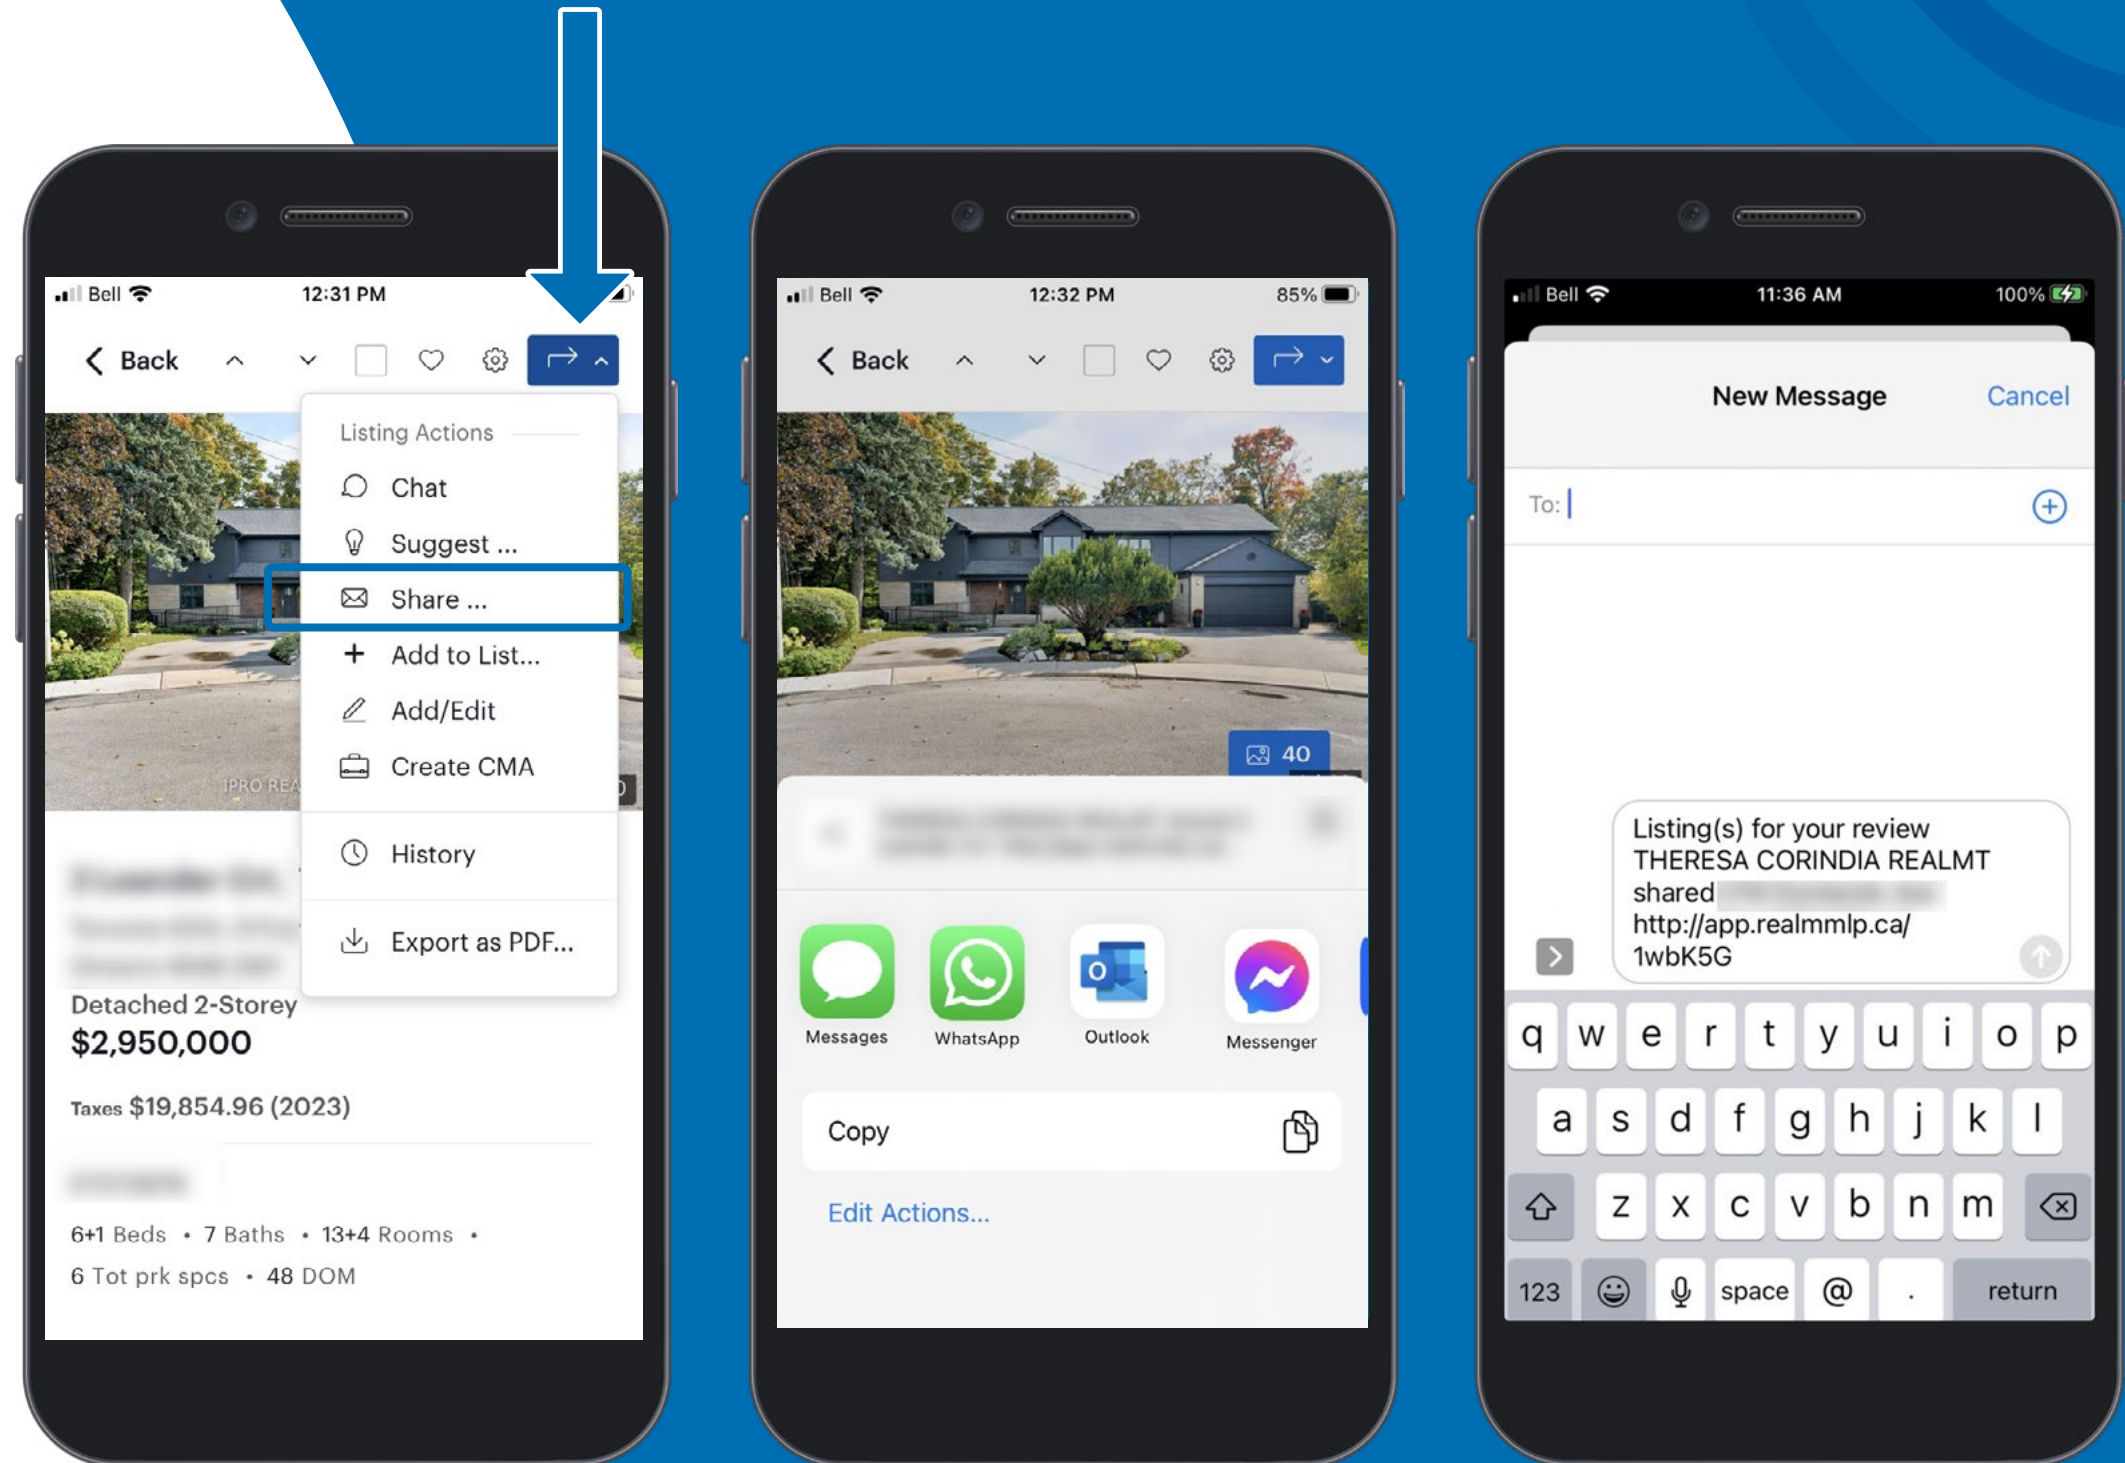 Bell 12:31 PM
Back
Listing Actions
Chat
Suggest ...
Share ...
Add to List...
Add/Edit
Create CMA
History
Export as PDF...
IPRO REA
Detached 2-Storey
$2,950,000
Taxes $19,854.96 (2023)
6+1 Beds • 7 Baths • 13+4 Rooms •
6 Tot prk spcs • 48 DOM
Bell 12:32 PM 85%
Back
40
Messages WhatsApp Outlook Messenger
Copy
Edit Actions...
Bell 11:36 AM 100%
New Message Cancel
To:
Listing(s) for your review
THERESA CORINDIA REALMT
shared
http://app.realmmlp.ca/
1wbK5G
q w e r t y u i o p
a s d f g h j k l
z x c v b n m
123 space @ . return